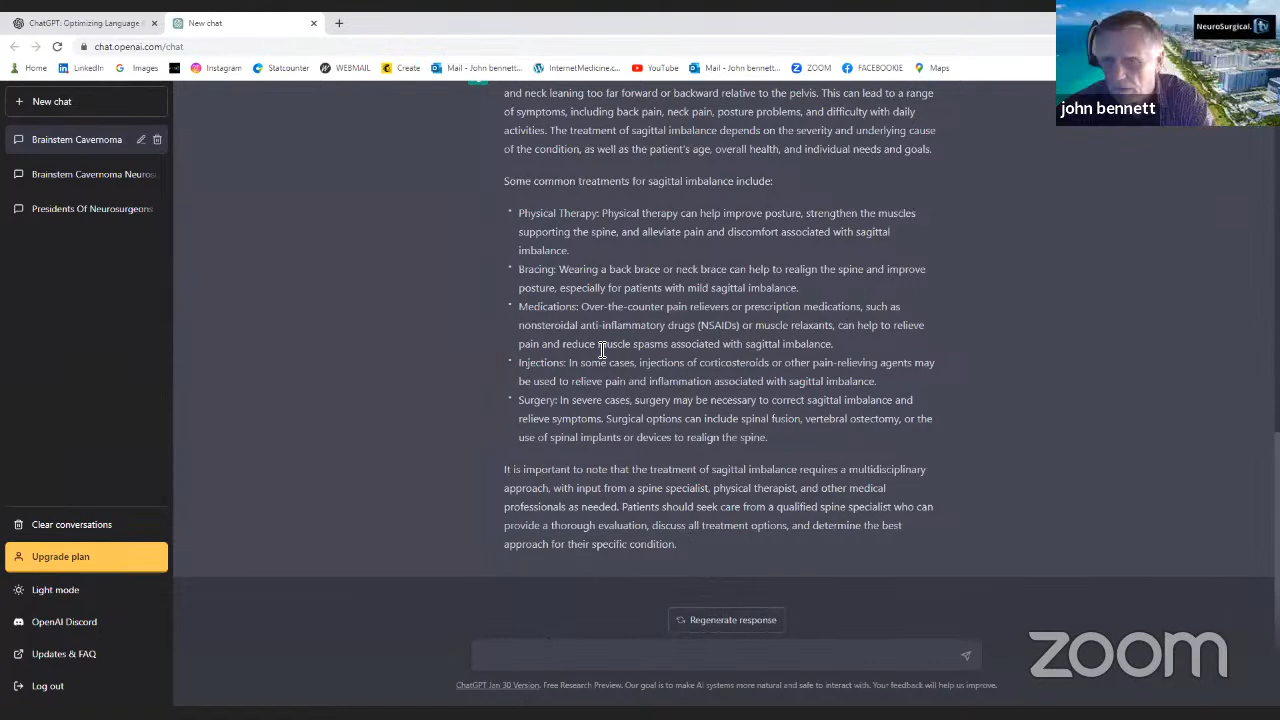 ChatGPT: Optimizing Language
New chat
chat.openai.com/chat
Home
LinkedIn
Images
Instagram
Statcounter
WEBMAIL
Create
Mail - John bennett...
InternetMedicine.c...
YouTube
Mail - John bennett...
ZOOM
FACEBOOKIE
Maps
NeuroSurgical.tv
john bennett
New chat
Brainstem Cavernoma
Brainstem Cavernoma Neuros
Presidents Of Neurosurgeons
Clear conversations
Upgrade plan
Light mode
OpenAI Discord
Updates & FAQ
Log out
and neck leaning too far forward or backward relative to the pelvis. This can lead to a range
of symptoms, including back pain, neck pain, posture problems, and difficulty with daily
activities. The treatment of sagittal imbalance depends on the severity and underlying cause
of the condition, as well as the patient's age, overall health, and individual needs and goals.
Some common treatments for sagittal imbalance include:
• Physical Therapy: Physical therapy can help improve posture, strengthen the muscles
supporting the spine, and alleviate pain and discomfort associated with sagittal
imbalance.
• Bracing: Wearing a back brace or neck brace can help to realign the spine and improve
posture, especially for patients with mild sagittal imbalance.
• Medications: Over-the-counter pain relievers or prescription medications, such as
nonsteroidal anti-inflammatory drugs (NSAIDs) or muscle relaxants, can help to relieve
pain and reduce muscle spasms associated with sagittal imbalance.
• Injections: In some cases, injections of corticosteroids or other pain-relieving agents may
be used to relieve pain and inflammation associated with sagittal imbalance.
• Surgery: In severe cases, surgery may be necessary to correct sagittal imbalance and
relieve symptoms. Surgical options can include spinal fusion, vertebral ostectomy, or the
use of spinal implants or devices to realign the spine.
It is important to note that the treatment of sagittal imbalance requires a multidisciplinary
approach, with input from a spine specialist, physical therapist, and other medical
professionals as needed. Patients should seek care from a qualified spine specialist who can
provide a thorough evaluation, discuss all treatment options, and determine the best
approach for their specific condition.
Regenerate response
ChatGPT Jan 30 Version. Free Research Preview. Our goal is to make AI systems more natural and safe to interact with. Your feedback will help us improve.
zoom